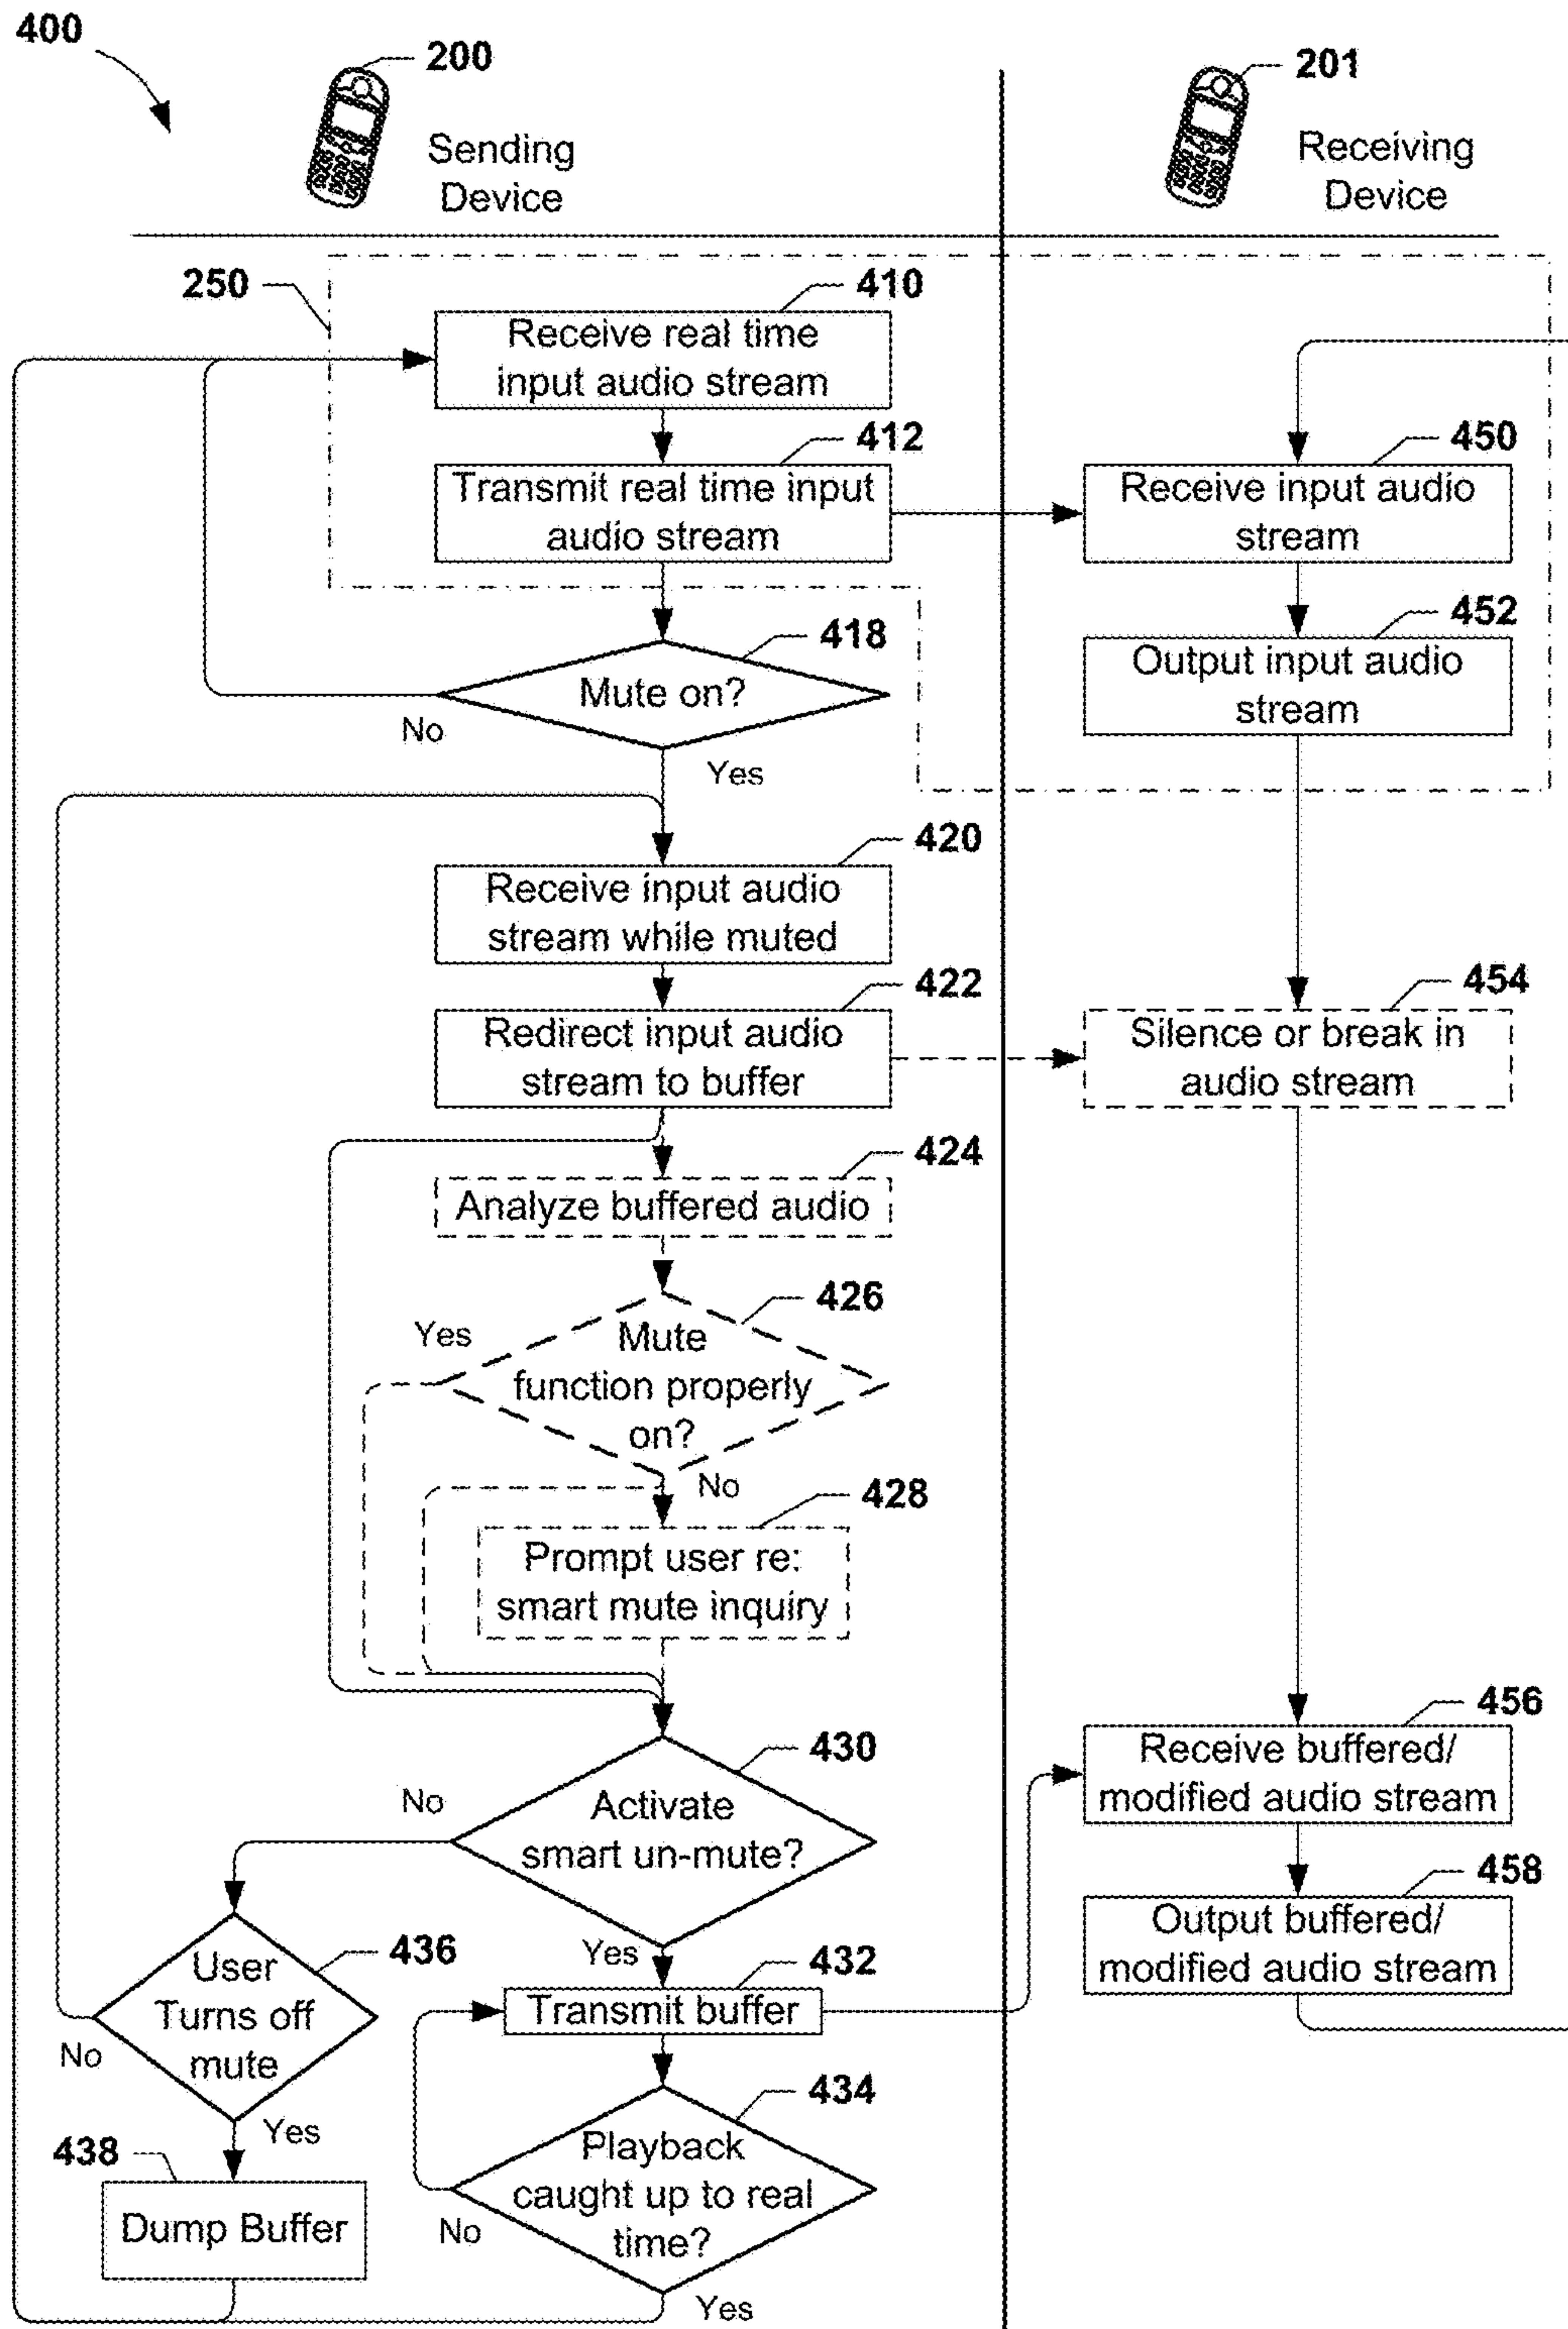 400
200
Sending
Device
201
Receiving
Device
250
410
Receive real time
input audio stream
412
Transmit real time input
audio stream
450
Receive input audio
stream
418
Mute on?
No
Yes
452
Output input audio
stream
420
Receive input audio
stream while muted
422
Redirect input audio
stream to buffer
454
Silence or break in
audio stream
424
Analyze buffered audio
426
Yes
Mute
function properly
on?
No
428
Prompt user re:
smart mute inquiry
430
No
Activate
smart un-mute?
Yes
456
Receive buffered/
modified audio stream
458
Output buffered/
modified audio stream
436
User
Turns off
mute
No
Yes
432
Transmit buffer
434
Playback
caught up to real
time?
No
Yes
438
Dump Buffer